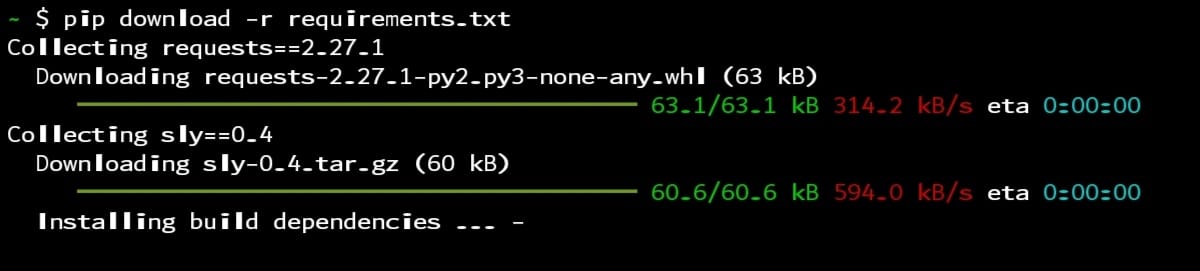 ~ $ pip download -r requirements.txt
Collecting requests==2.27.1
Downloading requests-2.27.1-py2.py3-none-any.whl (63 kB)
63.1/63.1 kB 314.2 kB/s eta 0:00:00
Collecting sly==0.4
Downloading sly-0.4.tar.gz (60 kB)
60.6/60.6 kB 594.0 kB/s eta 0:00:00
Installing build dependencies ... -